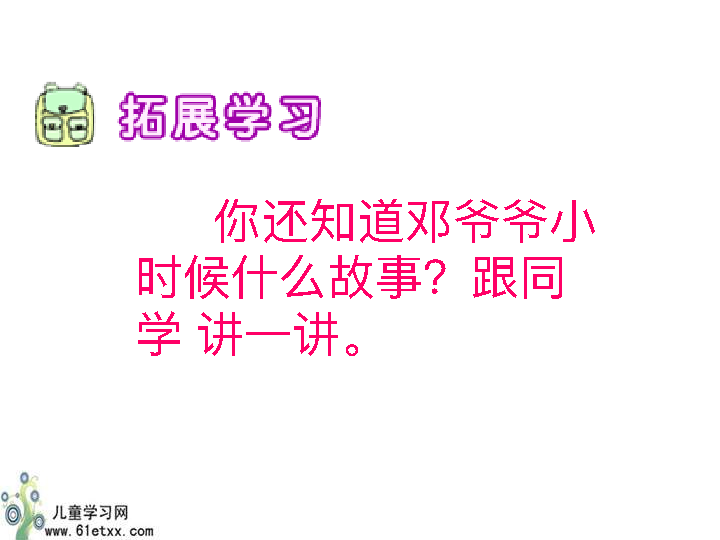 拓展学习
你还知道邓爷爷小
时候什么故事？跟同
学 讲一讲。
儿童学习网
www.61etxx.com